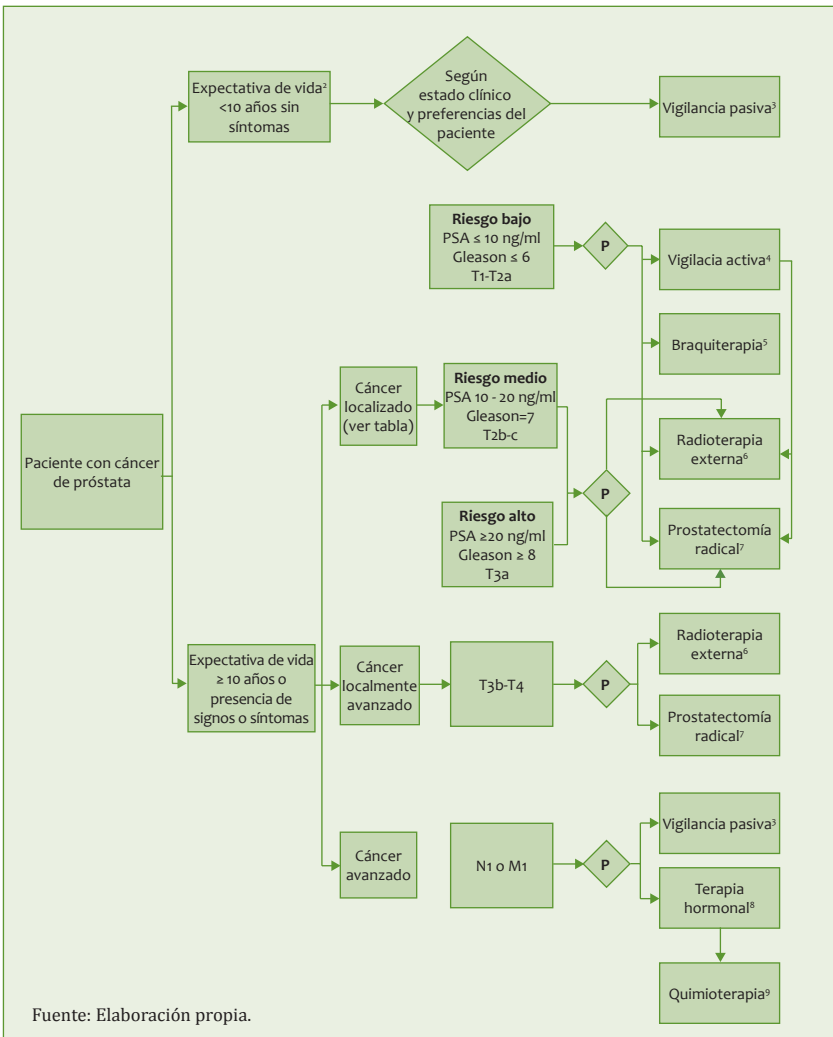 Expectativa de vida²
<10 años sin
síntomas
Según
estado clínico
y preferencias del
paciente
Vigilancia pasiva³
Riesgo bajo
PSA ≤ 10 ng/ml
Gleason ≤ 6
T1-T2a
P
Vigilacia activa⁴
Braquiterapia⁵
Cáncer
localizado
(ver tabla)
Riesgo medio
PSA 10 - 20 ng/ml
Gleason=7
T2b-c
Radioterapia
externa⁶
Paciente con cáncer
de próstata
P
Riesgo alto
PSA ≥20 ng/ml
Gleason ≥ 8
T3a
Prostatectomía
radical⁷
Expectativa de vida
≥ 10 años o
presencia de
signos o síntomas
Cáncer
localmente
avanzado
T3b-T4
P
Radioterapia
externa⁶
Prostatectomía
radical⁷
Cáncer
avanzado
N1 o M1
P
Vigilancia pasiva³
Terapia
hormonal⁸
Quimioterapia⁹
Fuente: Elaboración propia.